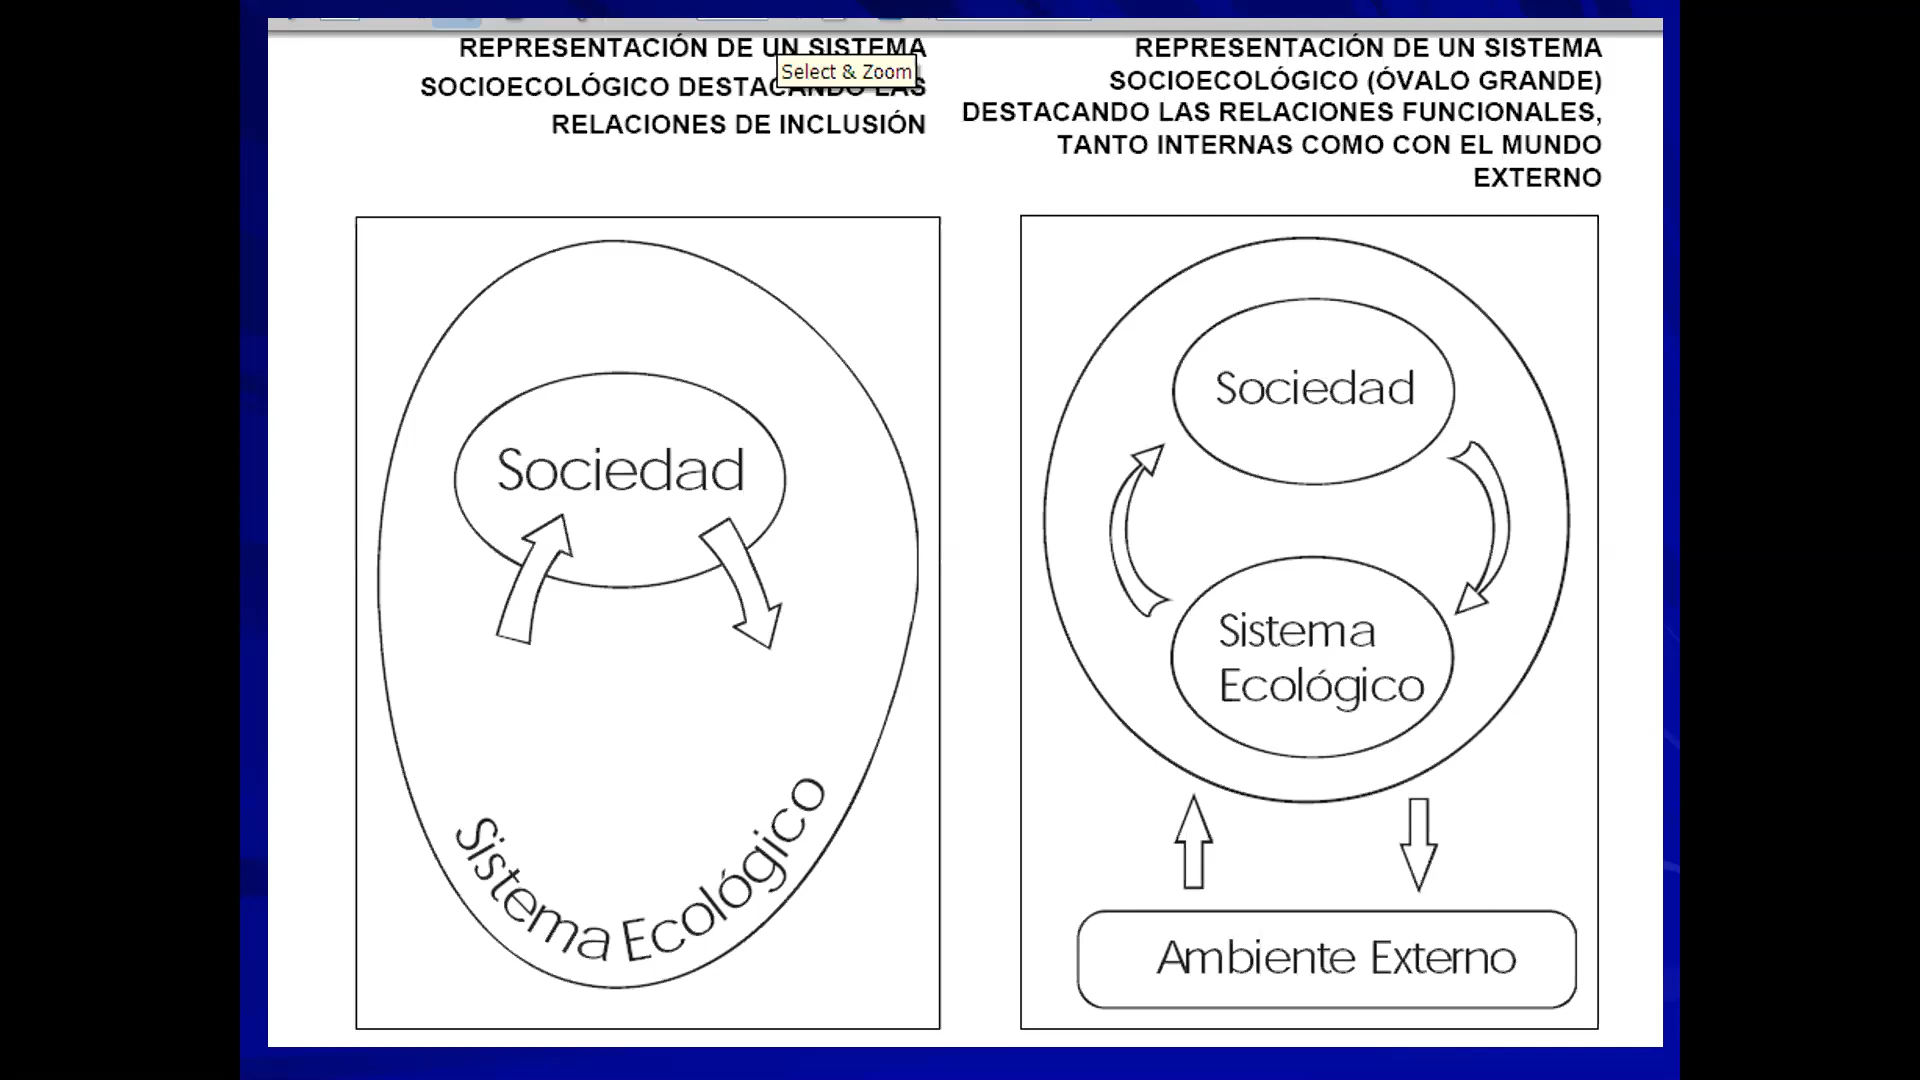 REPRESENTACIÓN DE UN SISTEMA
SOCIOECOLÓGICO DESTACANDO LAS
RELACIONES DE INCLUSIÓN
Select & Zoom
Sociedad
Sistema Ecológico
REPRESENTACIÓN DE UN SISTEMA
SOCIOECOLÓGICO (ÓVALO GRANDE)
DESTACANDO LAS RELACIONES FUNCIONALES,
TANTO INTERNAS COMO CON EL MUNDO
EXTERNO
Sociedad
Sistema
Ecológico
Ambiente Externo